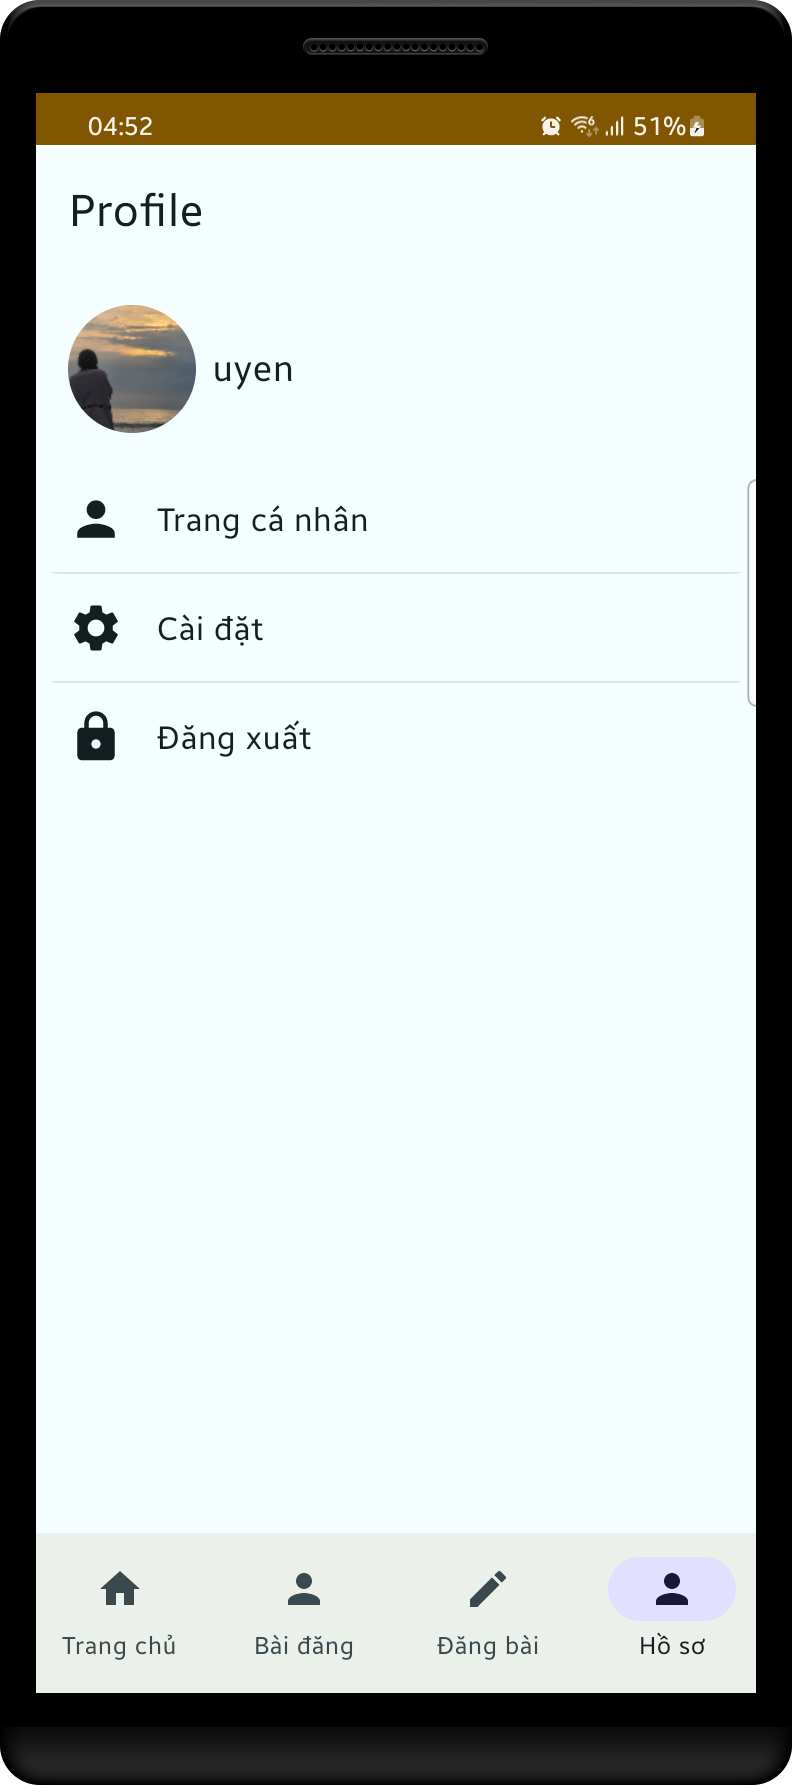 04:52 51%
Profile
uyen
Trang cá nhân
Cài đặt
Đăng xuất
Trang chủ Bài đăng Đăng bài Hồ sơ